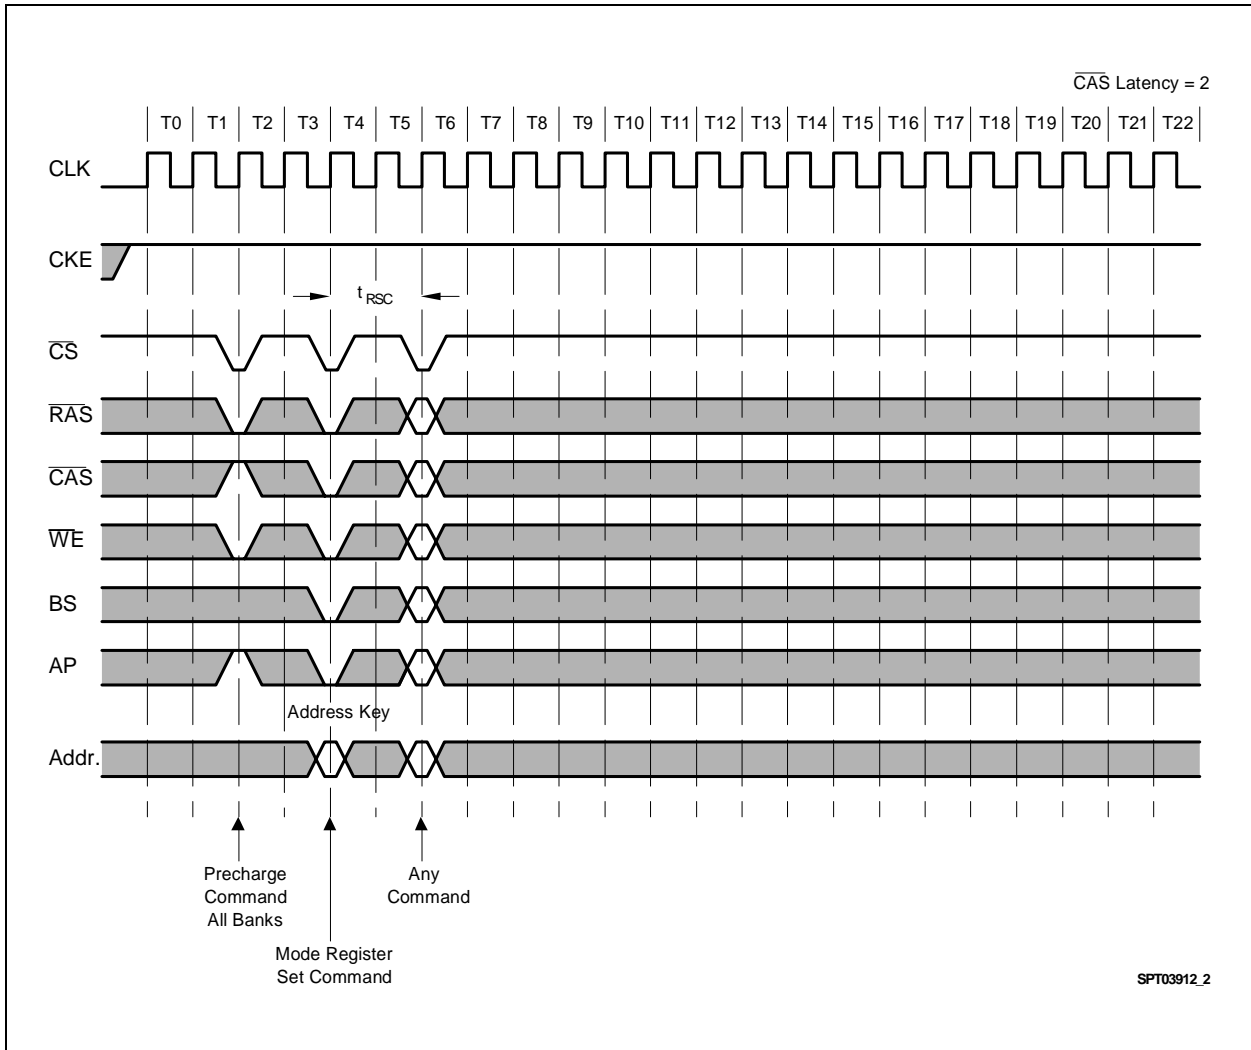 CAS Latency = 2
T0 T1 T2 T3 T4 T5 T6 T7 T8 T9 T10 T11 T12 T13 T14 T15 T16 T17 T18 T19 T20 T21 T22
CLK
CKE
t RSC
CS
RAS
CAS
WE
BS
AP
Address Key
Addr.
Precharge
Command
All Banks
Any
Command
Mode Register
Set Command
SPT03912_2